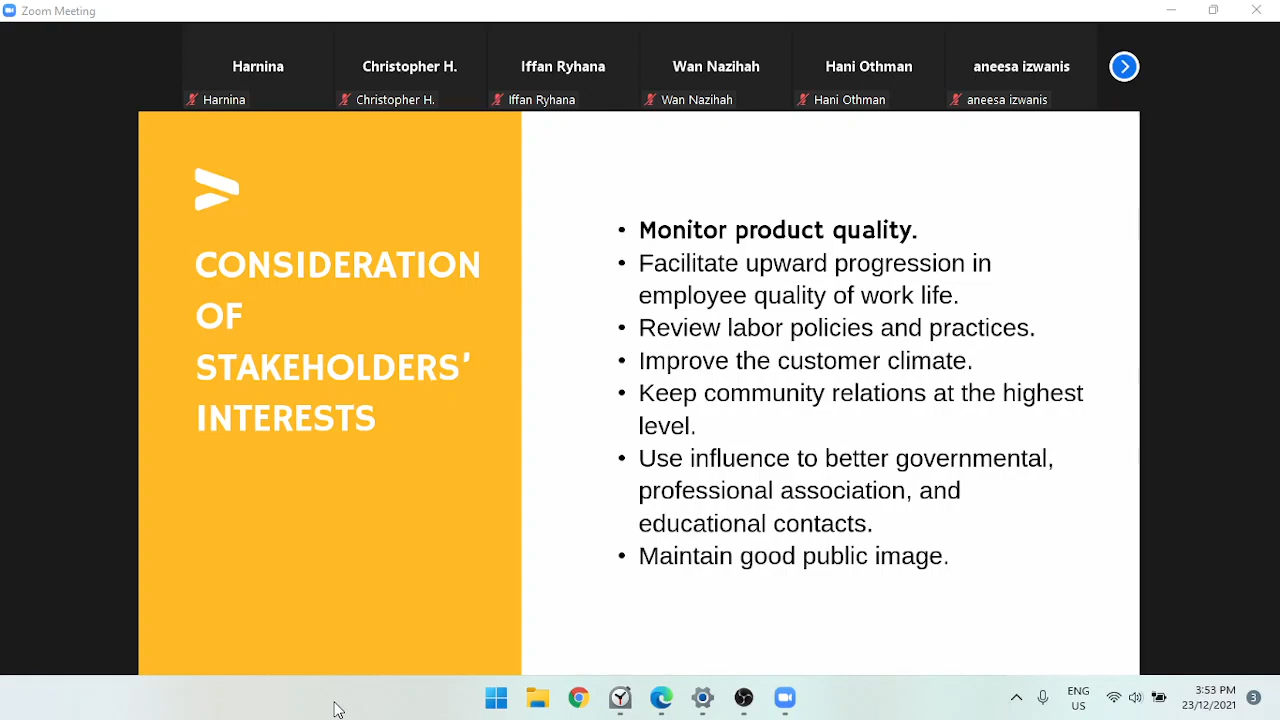 Zoom Meeting
Harnina Christopher H. Iffan Ryhana Wan Nazihah Hani Othman aneesa izwanis
Harnina Christopher H. Iffan Ryhana Wan Nazihah Hani Othman aneesa izwanis
CONSIDERATION
OF
STAKEHOLDERS’
INTERESTS
• Monitor product quality.
• Facilitate upward progression in
employee quality of work life.
• Review labor policies and practices.
• Improve the customer climate.
• Keep community relations at the highest
level.
• Use influence to better governmental,
professional association, and
educational contacts.
• Maintain good public image.
ENG
US
3:53 PM
23/12/2021
3